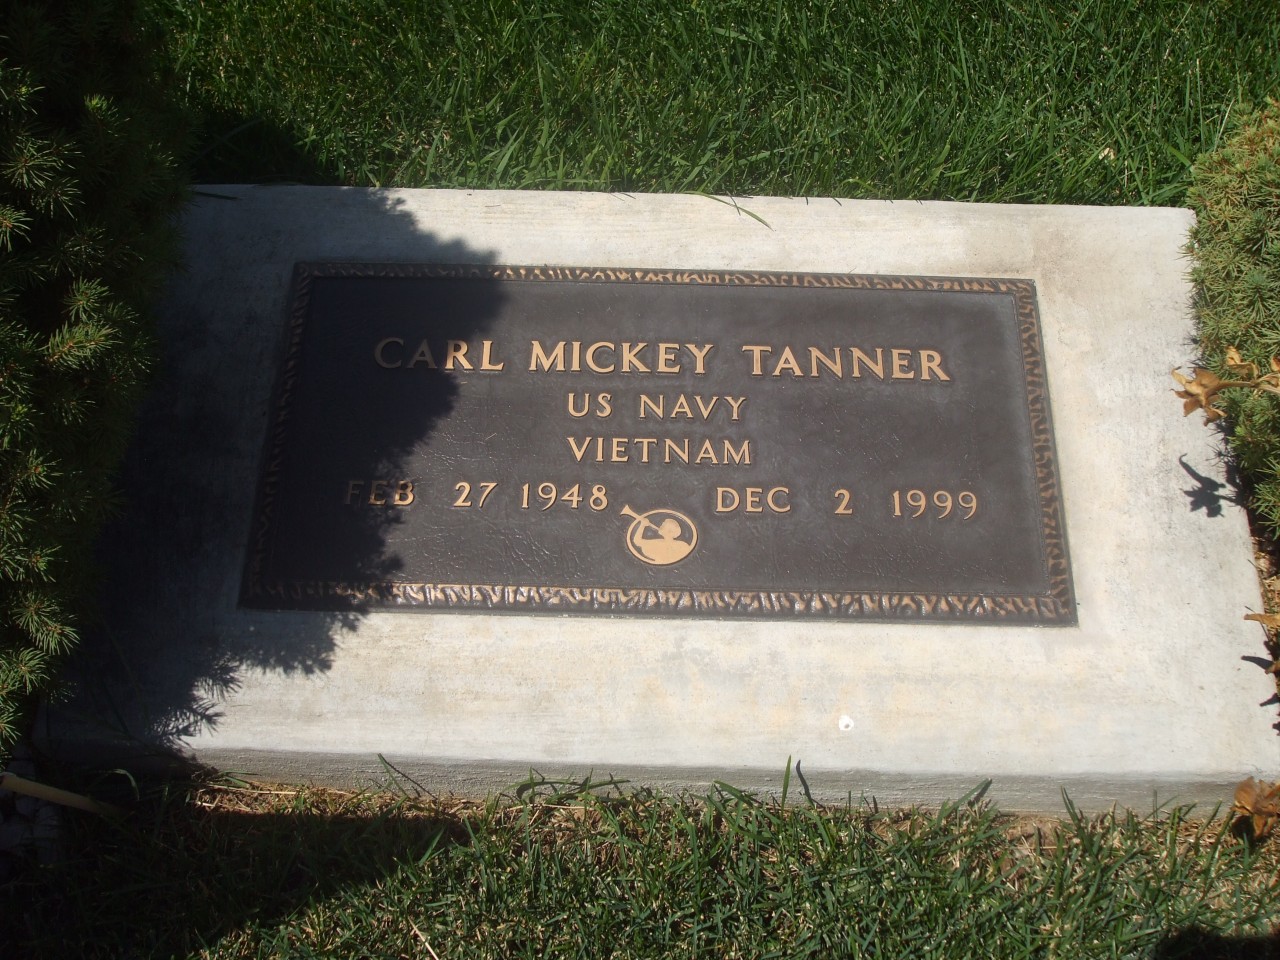 CARL MICKEY TANNER
US NAVY
VIETNAM
FEB 27 1948 DEC 2 1999